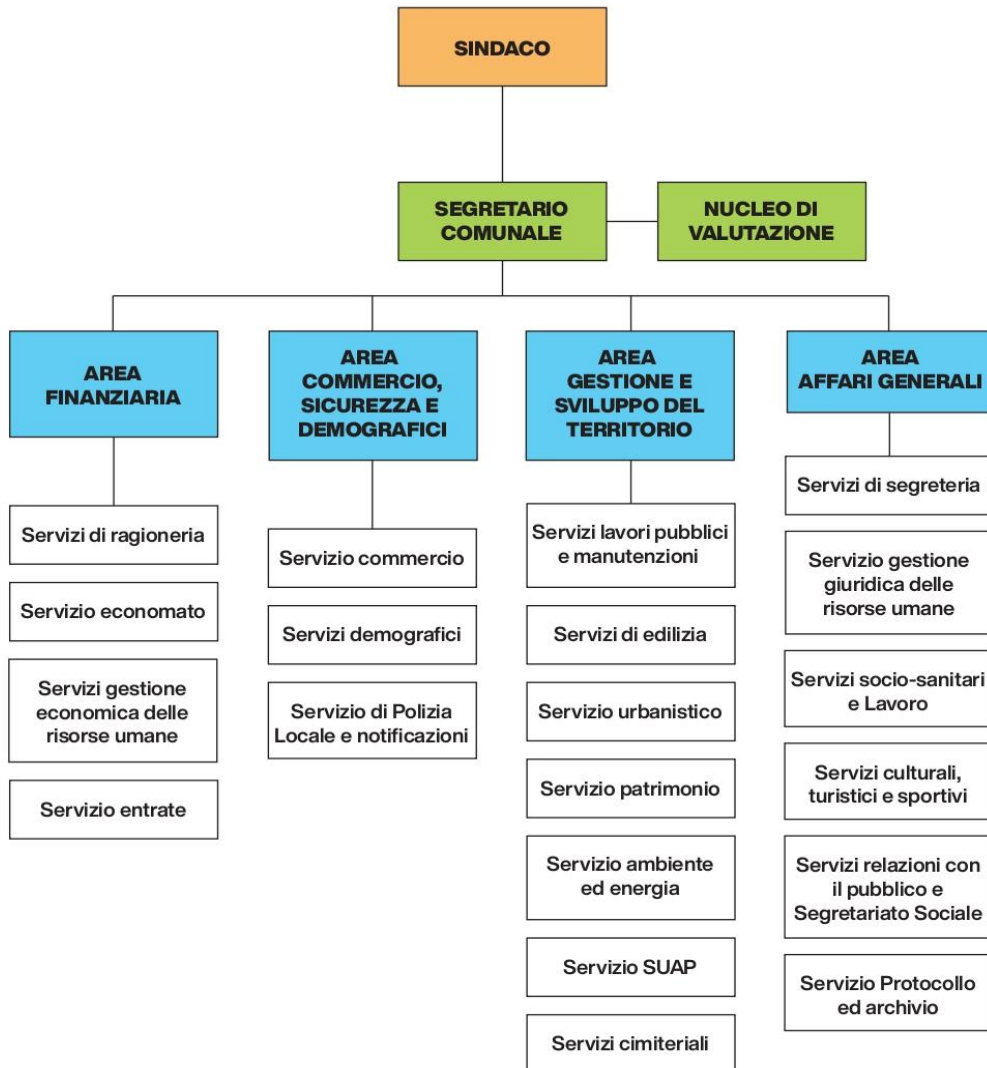 SINDACO
SEGRETARIO
COMUNALE
NUCLEO DI
VALUTAZIONE
AREA
FINANZIARIA
Servizi di ragioneria
Servizio economato
Servizi gestione
economica delle
risorse umane
Servizio entrate
AREA
COMMERCIO,
SICUREZZA E
DEMOGRAFICI
Servizio commercio
Servizi demografici
Servizio di Polizia
Locale e notificazioni
AREA
GESTIONE E
SVILUPPO DEL
TERRITORIO
Servizi lavori pubblici
e manutenzioni
Servizi di edilizia
Servizio urbanistico
Servizio patrimonio
Servizio ambiente
ed energia
Servizio SUAP
Servizi cimiteriali
AREA
AFFARI GENERALI
Servizi di segreteria
Servizio gestione
giuridica delle
risorse umane
Servizi socio-sanitari
e Lavoro
Servizi culturali,
turistici e sportivi
Servizi relazioni con
il pubblico e
Segretariato Sociale
Servizio Protocollo
ed archivio